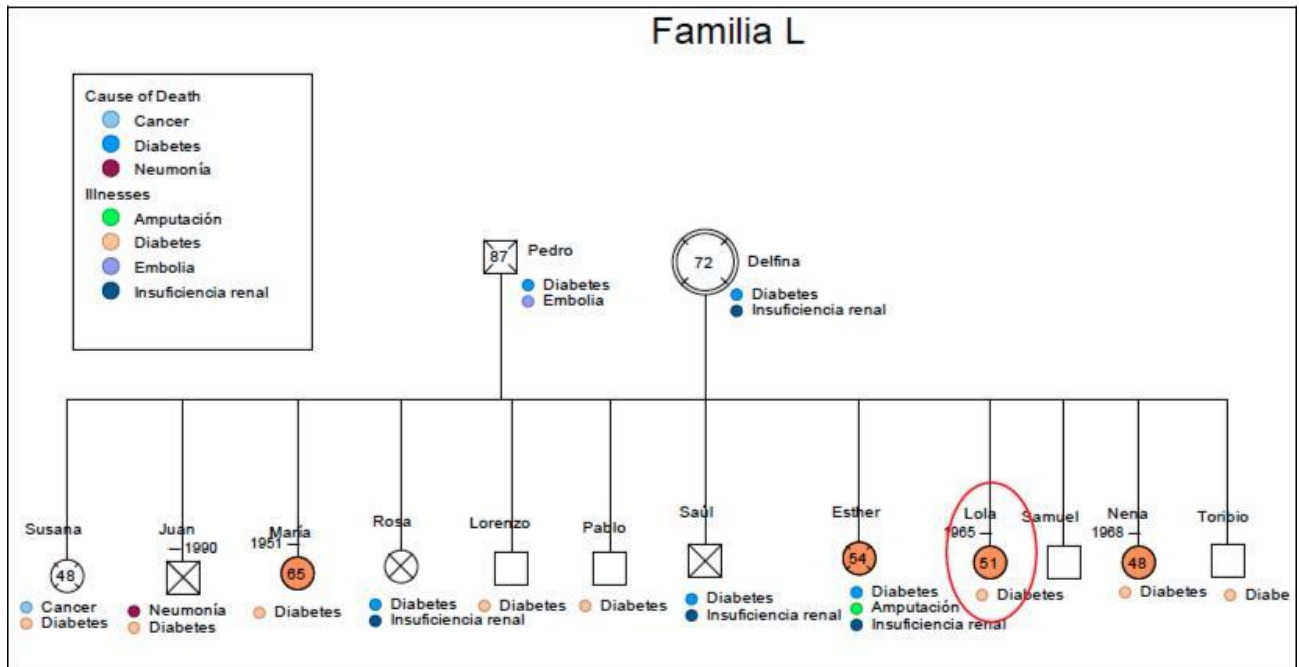 Familia L
Cause of Death
Cancer
Diabetes
Neumonía
Illnesses
Amputación
Diabetes
Embolia
Insuficiencia renal
87 Pedro
Diabetes
Embolia
72 Delfina
Diabetes
Insuficiencia renal
Susana
48
Cancer
Diabetes
Juan
1990
Neumonía
Diabetes
María
1951
65
Diabetes
Rosa
Diabetes
Insuficiencia renal
Lorenzo
Diabetes
Pablo
Diabetes
Saúl
Diabetes
Insuficiencia renal
Esther
54
Diabetes
Amputación
Insuficiencia renal
Lola
1965
51
Diabetes
Samuel
Nena
1968
48
Diabetes
Toribio
Diabe